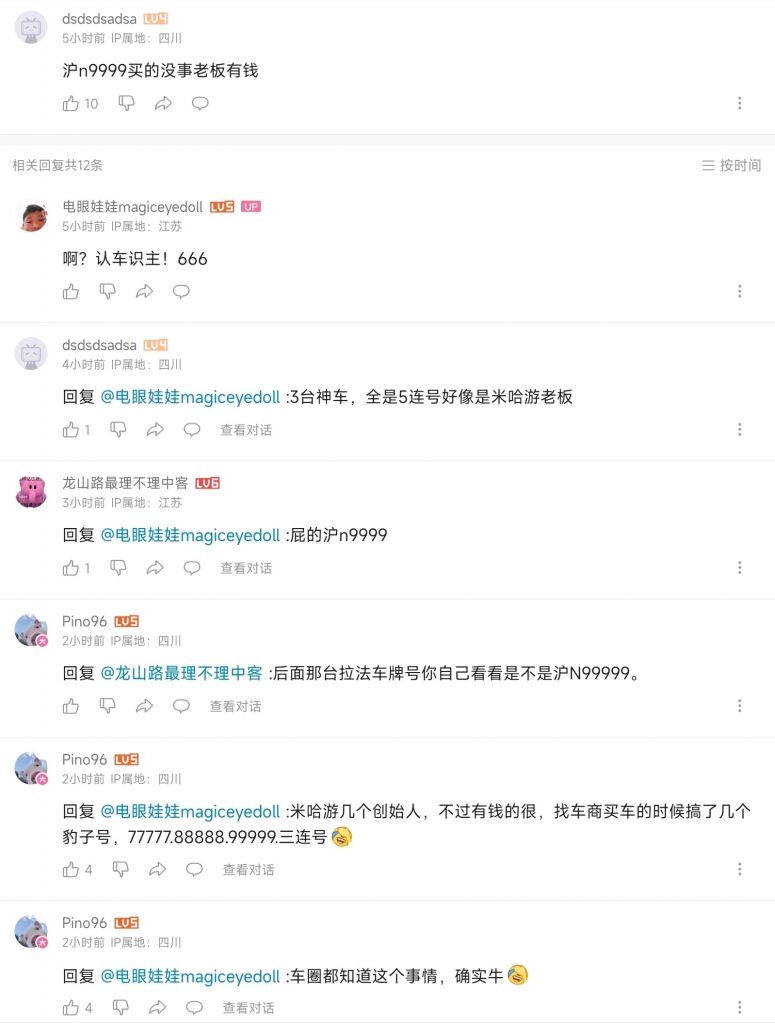 dsdsdsadsa LV4
5小时前 IP属地：四川
沪n9999买的没事老板有钱
10
相关回复共12条
按时间
电眼娃娃magiceyedoll LV5 UP
5小时前 IP属地：江苏
啊？认车识主！666
dsdsdsadsa LV4
4小时前 IP属地：四川
回复 @电眼娃娃magiceyedoll :3台神车，全是5连号好像是米哈游老板
1 查看对话
龙山路最理不理中客 LV6
3小时前 IP属地：江苏
回复 @电眼娃娃magiceyedoll :屁的沪n9999
1 查看对话
Pino96 LV5
2小时前 IP属地：四川
回复 @龙山路最理不理中客 :后面那台拉法车牌号你自己看看是不是沪N99999。
查看对话
Pino96 LV5
2小时前 IP属地：四川
回复 @电眼娃娃magiceyedoll :米哈游几个创始人，不过有钱的很，找车商买车的时候搞了几个
豹子号，77777.88888.99999.三连号
4 查看对话
Pino96 LV5
2小时前 IP属地：四川
回复 @电眼娃娃magiceyedoll :车圈都知道这个事情，确实牛
4 查看对话